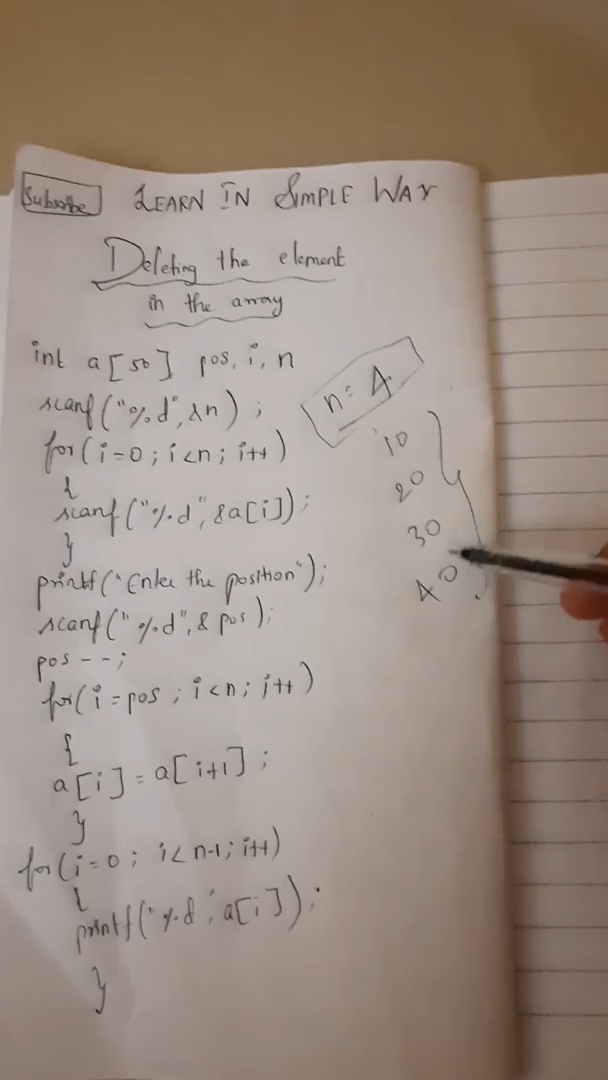 Subscribe LEARN IN SIMPLE WAY
Deleting the element
in the array
int a[50] pos, i, n
scanf("%d",&n);
for(i=0; i<n; i++)
{
scanf("%d",&a[i]);
}
printf("Enter the position");
scanf("%d",& pos);
pos--;
for(i=pos; i<n; i++)
{
a[i]=a[i+1];
}
for(i=0; i<n-1; i++)
{
printf("%d",a[i]);
}
n=4
10
20
30
40